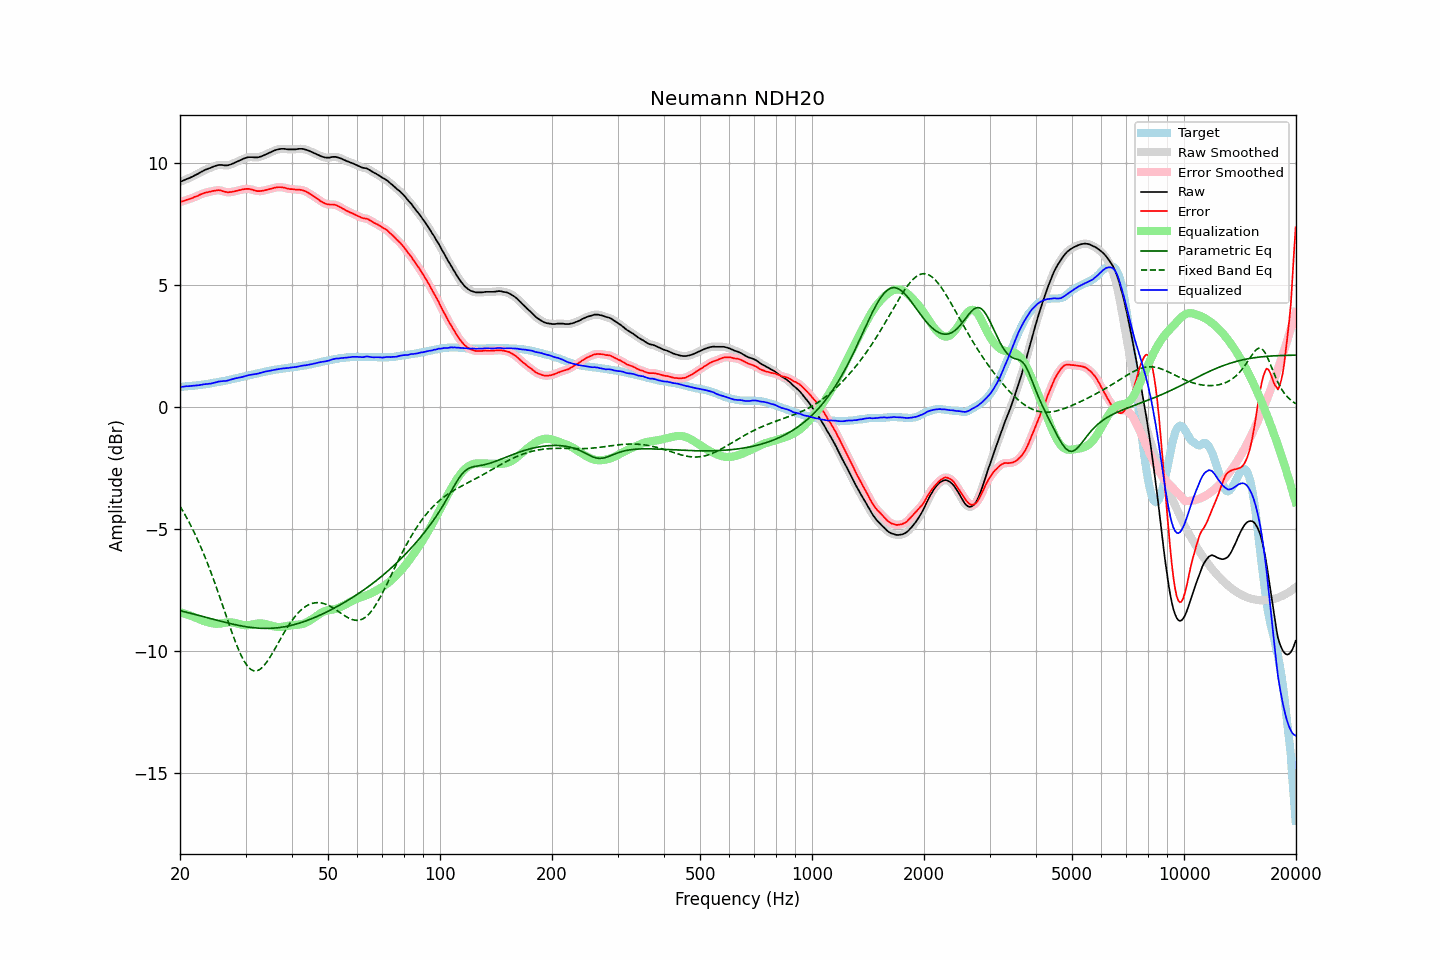 Neumann NDH20
Amplitude (dBr)
10
5
0
−5
−10
−15
Target
Raw Smoothed
Error Smoothed
Raw
Error
Equalization
Parametric Eq
Fixed Band Eq
Equalized
20 50 100 200 500 1000 2000 5000 10000 20000
Frequency (Hz)